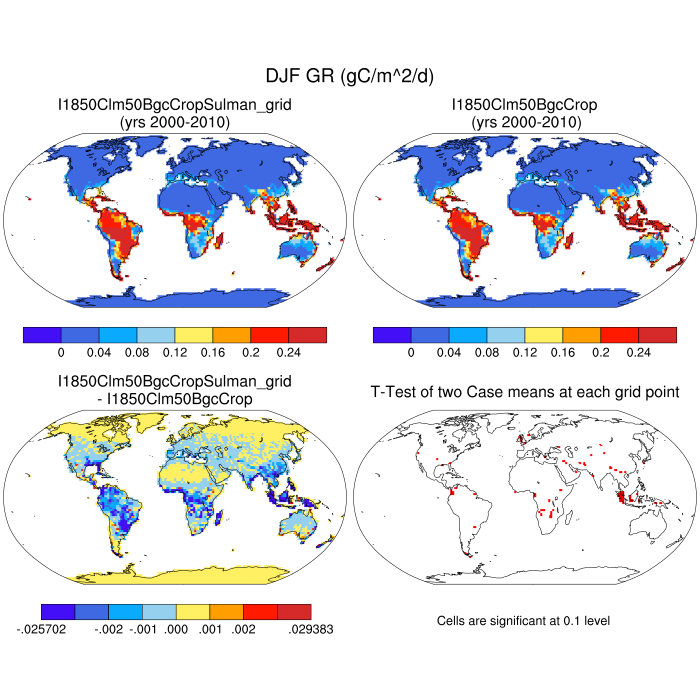 DJF GR (gC/m^2/d)
I1850Clm50BgcCropSulman_grid
(yrs 2000-2010)
I1850Clm50BgcCrop
(yrs 2000-2010)
0 0.04 0.08 0.12 0.16 0.2 0.24
0 0.04 0.08 0.12 0.16 0.2 0.24
I1850Clm50BgcCropSulman_grid
- I1850Clm50BgcCrop
T-Test of two Case means at each grid point
-.025702 -.002 -.001 .000 .001 .002 .029383
Cells are significant at 0.1 level